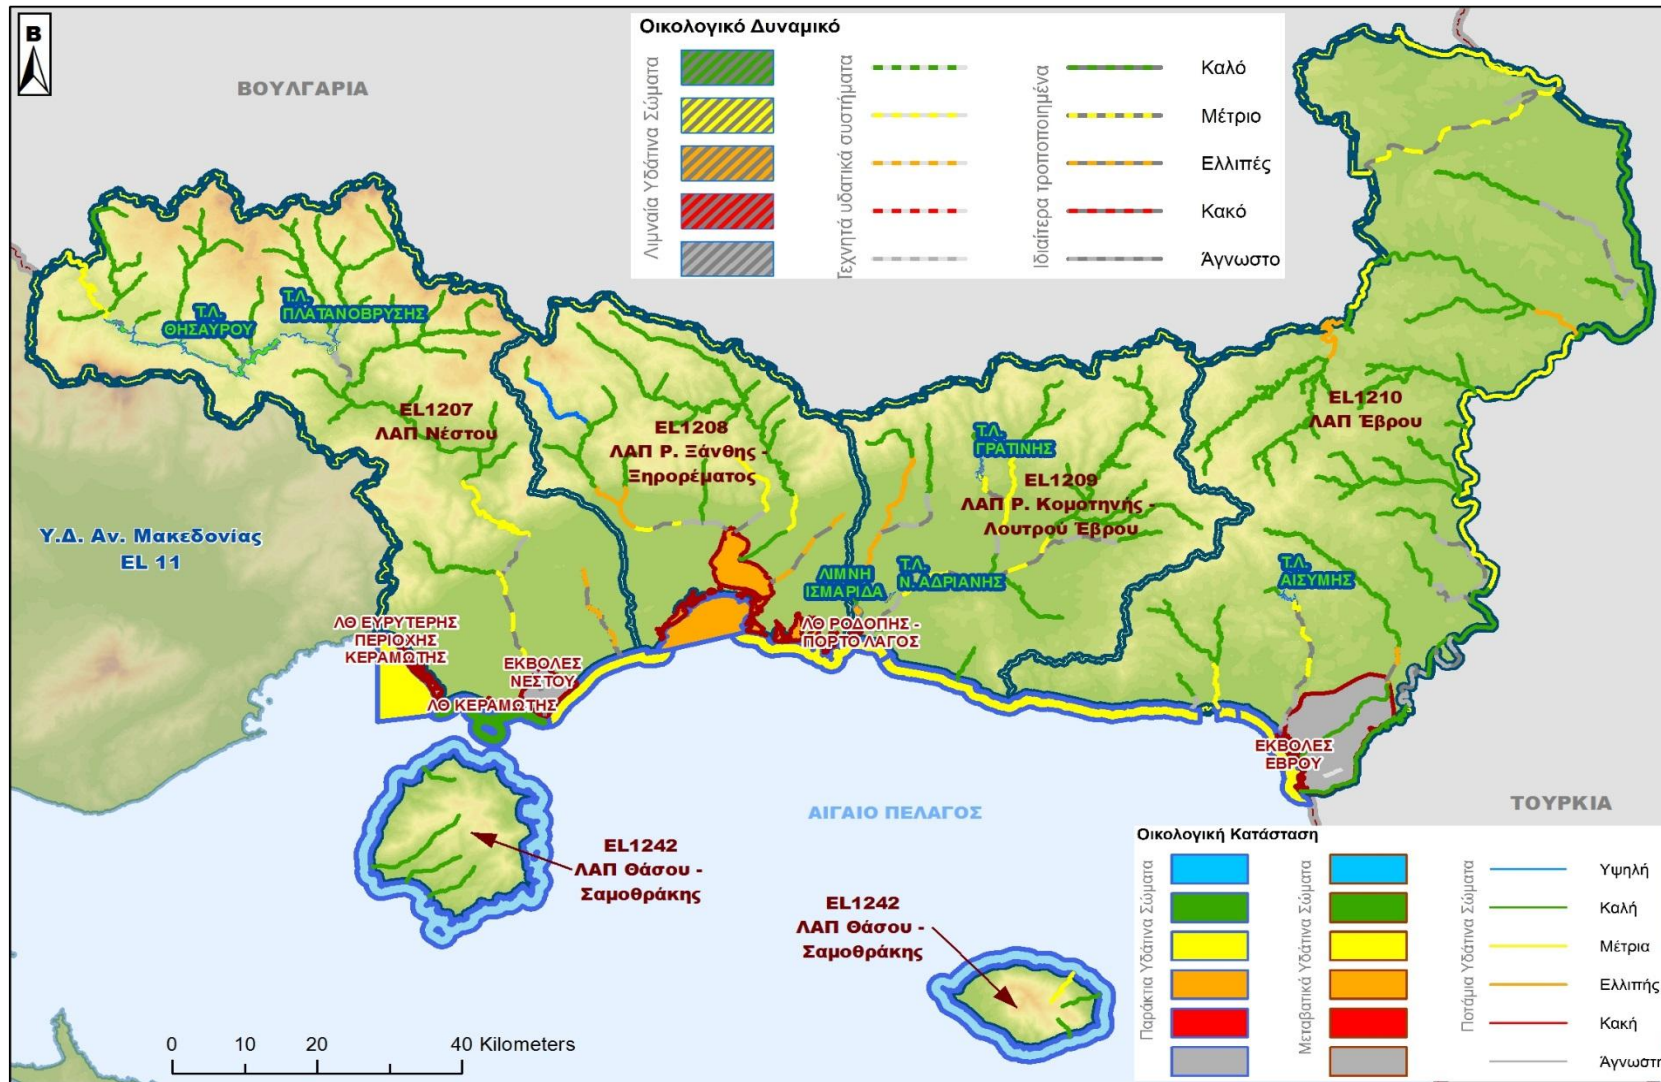 Β
ΒΟΥΛΓΑΡΙΑ
Οικολογικό Δυναμικό
Λιμναία Υδάτινα Σώματα
Τεχνητά υδατικά συστήματα
Ιδιαίτερα τροποποιημένα
Καλό
Μέτριο
Ελλιπές
Κακό
Άγνωστο
Τ.Λ.
ΘΗΣΑΥΡΟΥ
Τ.Λ.
ΠΛΑΤΑΝΟΒΡΥΣΗΣ
EL1207
ΛΑΠ Νέστου
EL1208
ΛΑΠ Ρ. Ξάνθης -
Ξηρορέματος
Τ.Λ.
ΓΡΑΤΙΝΗΣ
EL1209
ΛΑΠ Ρ. Κομοτηνής -
Λουτρού Έβρου
EL1210
ΛΑΠ Έβρου
Υ.Δ. Αν. Μακεδονίας
EL 11
ΛΙΜΝΗ
ΙΣΜΑΡΙΔΑ
Τ.Λ.
Ν. ΑΔΡΙΑΝΗΣ
Τ.Λ.
ΑΙΣΥΜΗΣ
ΛΘ ΕΥΡΥΤΕΡΗΣ
ΠΕΡΙΟΧΗΣ
ΚΕΡΑΜΩΤΗΣ
ΕΚΒΟΛΕΣ
ΝΕΣΤΟΥ
ΛΘ ΚΕΡΑΜΩΤΗΣ
ΛΘ ΡΟΔΟΠΗΣ -
ΠΟΡΤΟ ΛΑΓΟΣ
ΕΚΒΟΛΕΣ
ΕΒΡΟΥ
ΑΙΓΑΙΟ ΠΕΛΑΓΟΣ
ΤΟΥΡΚΙΑ
EL1242
ΛΑΠ Θάσου -
Σαμοθράκης
EL1242
ΛΑΠ Θάσου -
Σαμοθράκης
0 10 20 40 Kilometers
Οικολογική Κατάσταση
Παράκτια Υδάτινα Σώματα
Μεταβατικά Υδάτινα Σώματα
Ποτάμια Υδάτινα Σώματα
Υψηλή
Καλή
Μέτρια
Ελλιπής
Κακή
Άγνωστη